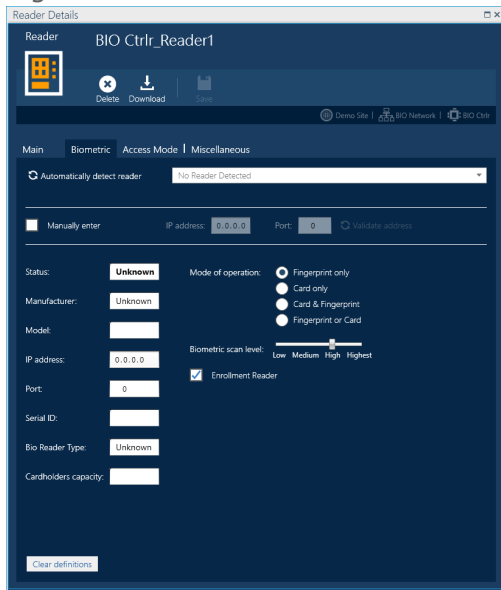 Reader Details
Reader
BIO Ctrlr_Reader1
Delete Download Save
Demo Site | BIO Network | BIO Ctrlr
Main Biometric Access Mode Miscellaneous
Automatically detect reader No Reader Detected
Manually enter IP address: 0.0.0.0 Port: 0 Validate address
Status: Unknown Mode of operation: Fingerprint only
Card only
Manufacturer: Unknown Card & Fingerprint
Fingerprint or Card
Model:
Biometric scan level: Low Medium High Highest
IP address: 0.0.0.0
Enrollment Reader
Port: 0
Serial ID:
Bio Reader Type: Unknown
Cardholders capacity:
Clear definitions